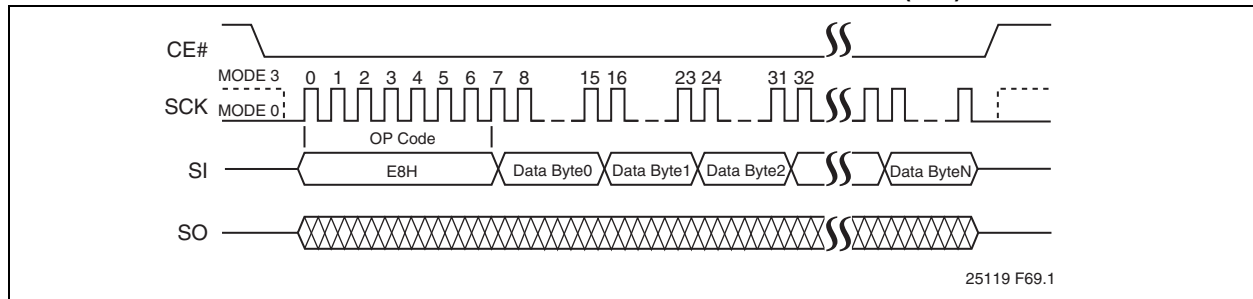 CE#
MODE 3 0 1 2 3 4 5 6 7 8 15 16 23 24 31 32
SCK MODE 0
OP Code
SI E8H Data Byte0 Data Byte1 Data Byte2 Data ByteN
SO
25119 F69.1